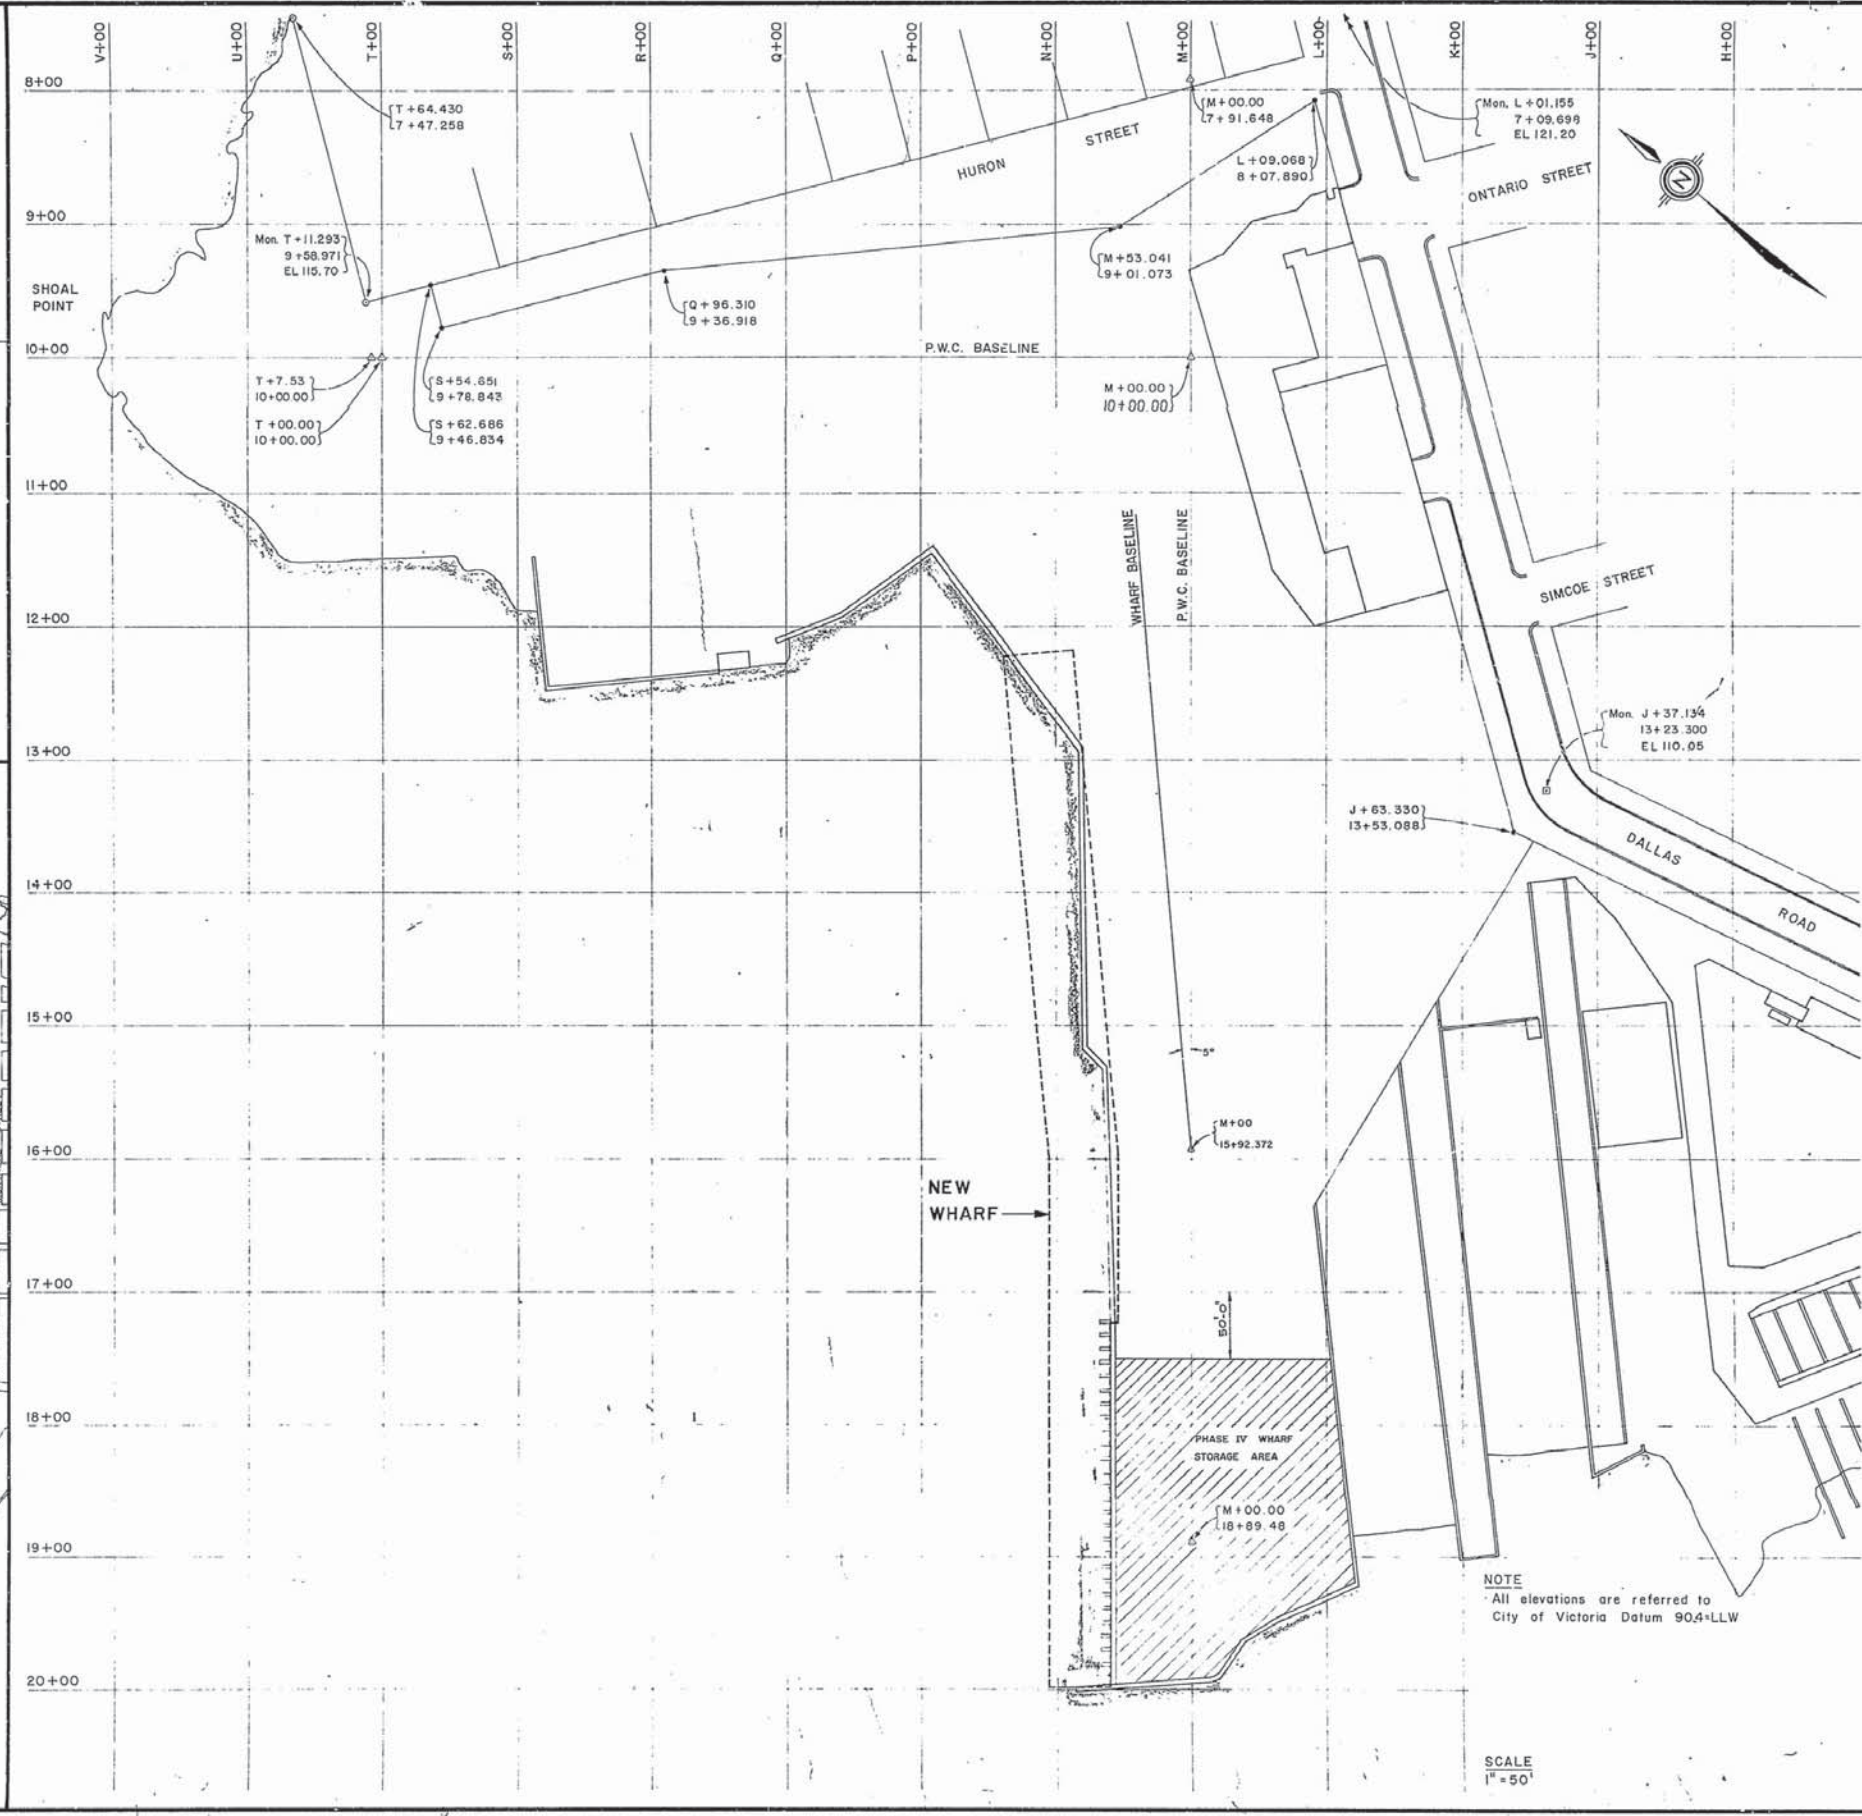 V+00
U+00
T+00
S+00
R+00
Q+00
P+00
N+00
M+00
L+00
K+00
J+00
H+00
8+00
T+64.430
7+47.258
M+00.00
7+91.648
Mon. L+01.155
7+09.698
EL 121.20
HURON STREET
L+09.068
8+07.890
ONTARIO STREET
N
9+00
Mon. T+11.293
9+58.971
EL 115.70
M+53.041
9+01.073
SHOAL
POINT
Q+96.310
9+36.918
10+00
P.W.C. BASELINE
T+7.53
10+00.00
S+54.651
9+78.843
M+00.00
10+00.00
T+00.00
10+00.00
S+62.686
9+46.834
11+00
WHARF BASELINE
P.W.C. BASELINE
SIMCOE STREET
12+00
Mon. J+37.134
13+23.300
EL 110.05
13+00
J+63.330
13+53.088
DALLAS ROAD
14+00
15+00
5°
M+00
15+92.372
16+00
NEW
WHARF
17+00
50'-0"
18+00
PHASE IV WHARF
STORAGE AREA
M+00.00
18+89.48
19+00
NOTE
All elevations are referred to
City of Victoria Datum 90.4=LLW
20+00
SCALE
1"=50'